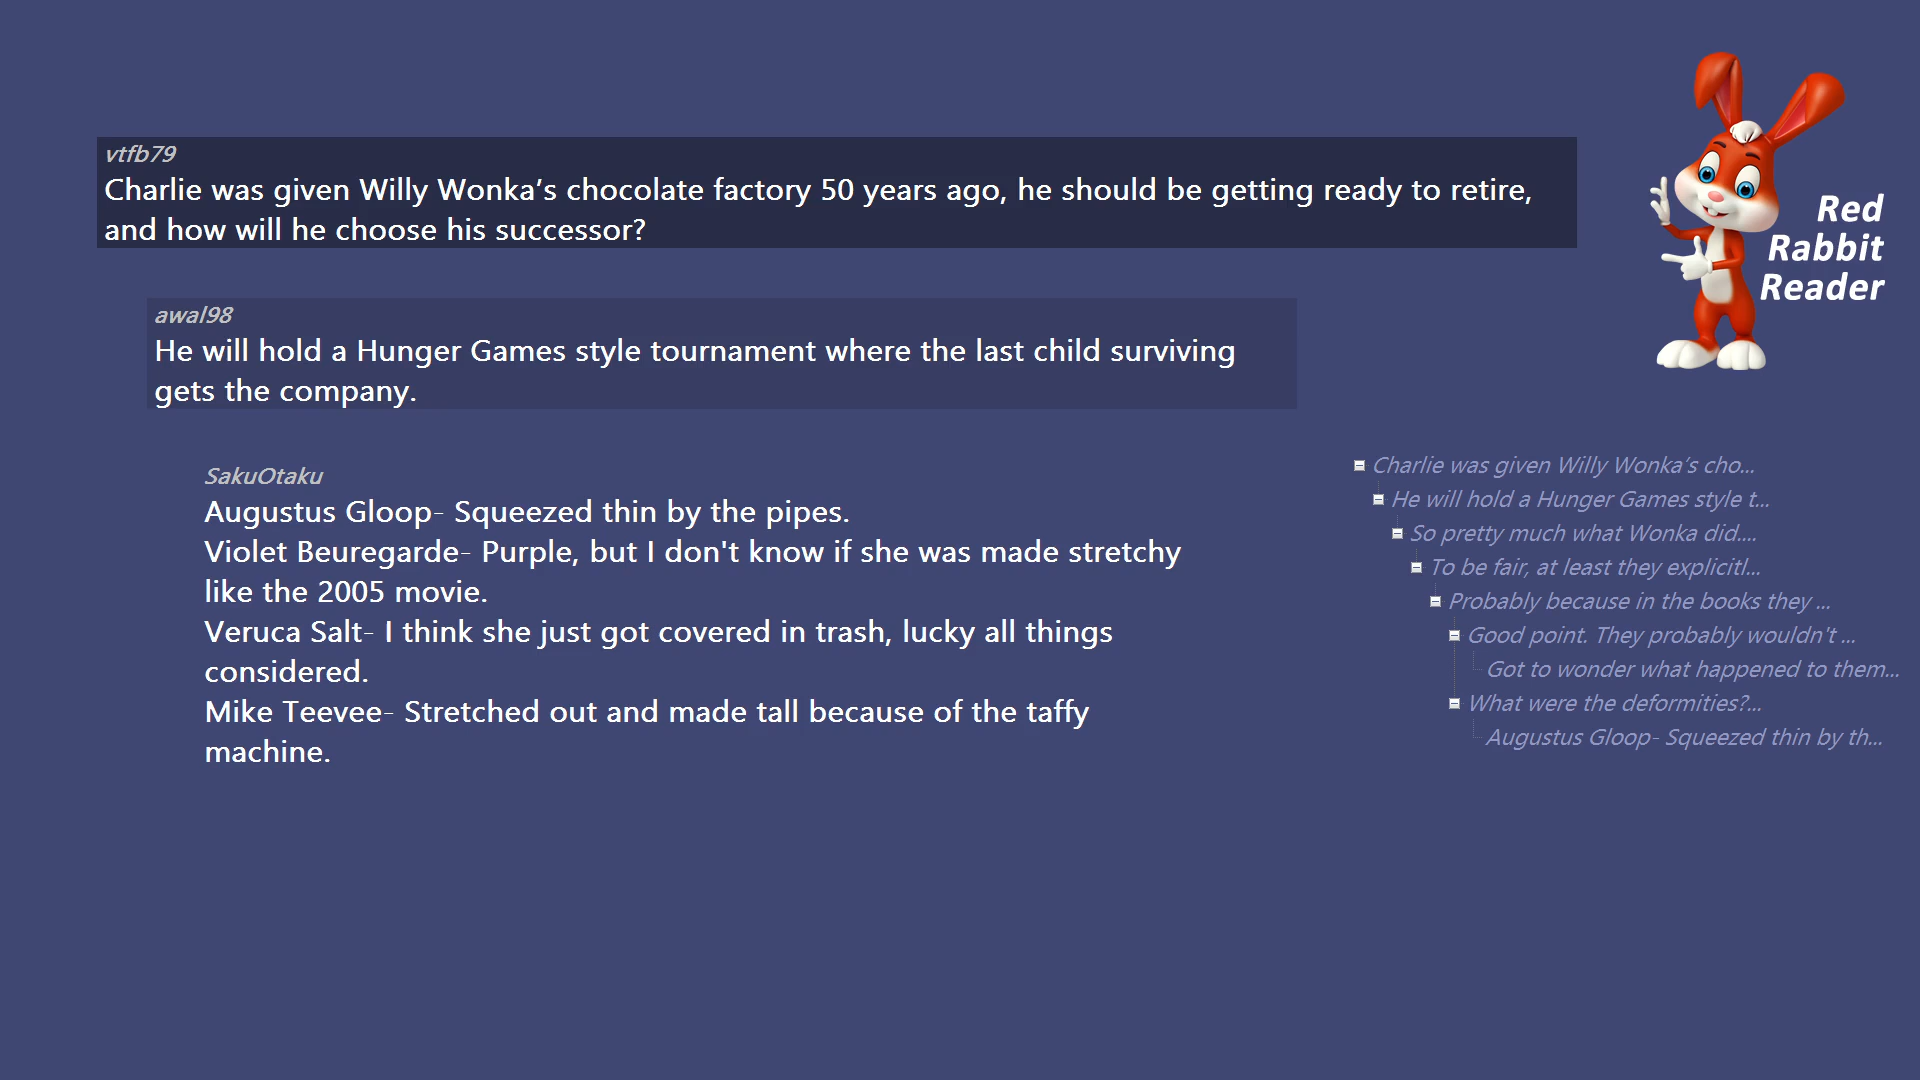 vtfb79
Charlie was given Willy Wonka’s chocolate factory 50 years ago, he should be getting ready to retire,
and how will he choose his successor?
awal98
He will hold a Hunger Games style tournament where the last child surviving
gets the company.
SakuOtaku
Augustus Gloop- Squeezed thin by the pipes.
Violet Beuregarde- Purple, but I don't know if she was made stretchy
like the 2005 movie.
Veruca Salt- I think she just got covered in trash, lucky all things
considered.
Mike Teevee- Stretched out and made tall because of the taffy
machine.
Red
Rabbit
Reader
Charlie was given Willy Wonka’s cho...
He will hold a Hunger Games style t...
So pretty much what Wonka did....
To be fair, at least they explicitl...
Probably because in the books they ...
Good point. They probably wouldn't ...
Got to wonder what happened to them...
What were the deformities?...
Augustus Gloop- Squeezed thin by th...